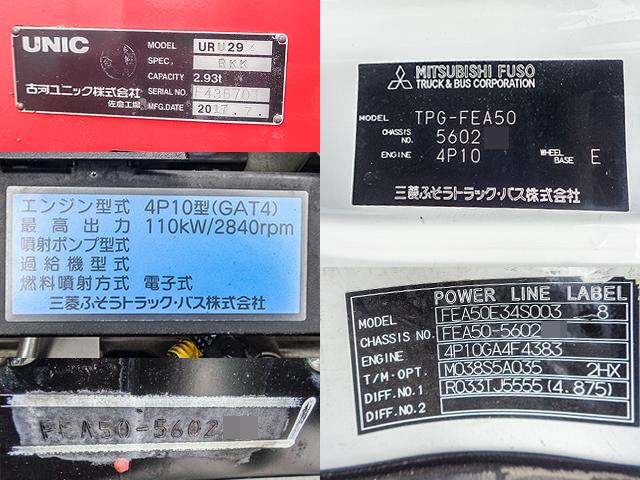 UNIC
古河ユニック株式会社
佐倉工場
MODEL URU294
SPEC. RKK
CAPACITY 2.93t
SERIAL NO.
MFG.DATE 2017. 7.
MITSUBISHI FUSO
TRUCK & BUS CORPORATION
MODEL TPG-FEA50
CHASSIS NO. 5602
ENGINE 4P10 WHEEL BASE E
三菱ふそうトラック・バス株式会社
エンジン型式 4P10型(GAT4)
最高出力 110kW/2840rpm
噴射ポンプ型式
過給機型式
燃料噴射方式 電子式
三菱ふそうトラック・バス株式会社
POWER LINE LABEL
MODEL FEA50E34S003 8
CHASSIS NO. FEA50-5602
ENGINE 4P10GA4F4383
T/M・OPT. M038S5A035 2HX
DIFF.NO.1 R033TJ5555(4.875)
DIFF.NO.2
FEA50-5602